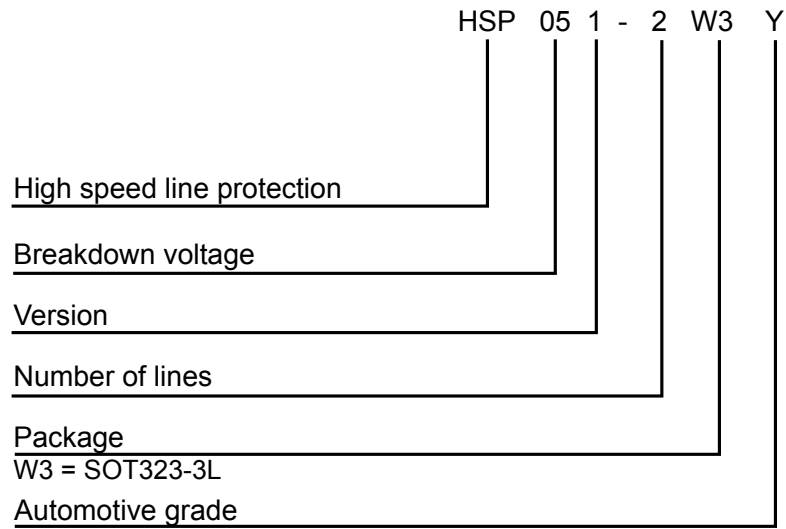 HSP 05 1 - 2 W3 Y
High speed line protection
Breakdown voltage
Version
Number of lines
Package
W3 = SOT323-3L
Automotive grade